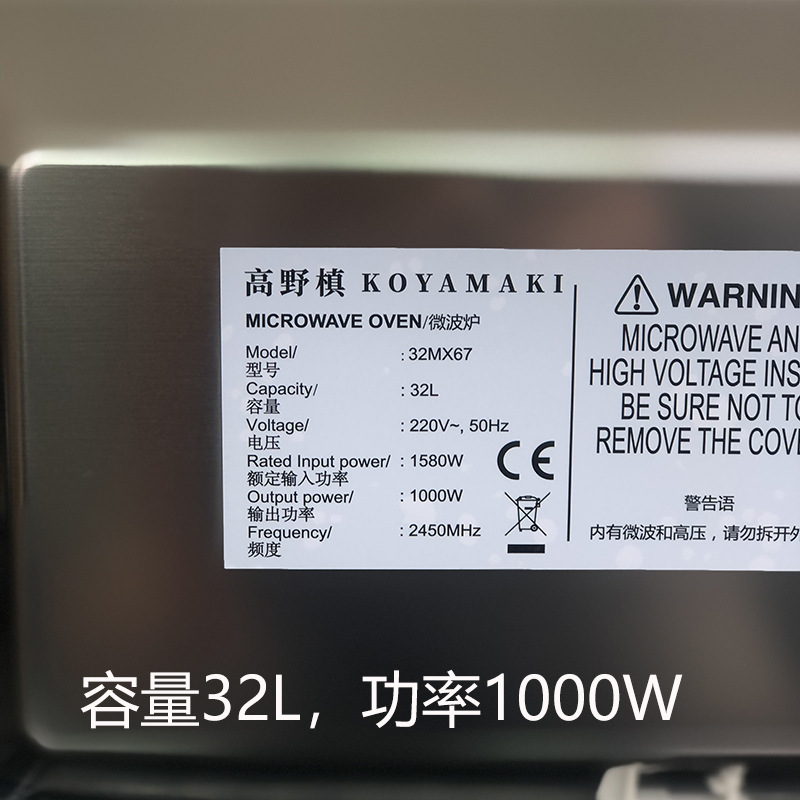 高野槙 KOYAMAKI
MICROWAVE OVEN/微波炉
Model/ : 32MX67
型号
Capacity/ : 32L
容量
Voltage/ : 220V~, 50Hz
电压
Rated Input power/ : 1580W
额定输入功率
Output power/ : 1000W
输出功率
Frequency/ : 2450MHz
频度
CE
WARNIN
MICROWAVE AN
HIGH VOLTAGE INS
BE SURE NOT TO
REMOVE THE COVE
警告语
内有微波和高压，请勿拆开外
容量32L，功率1000W